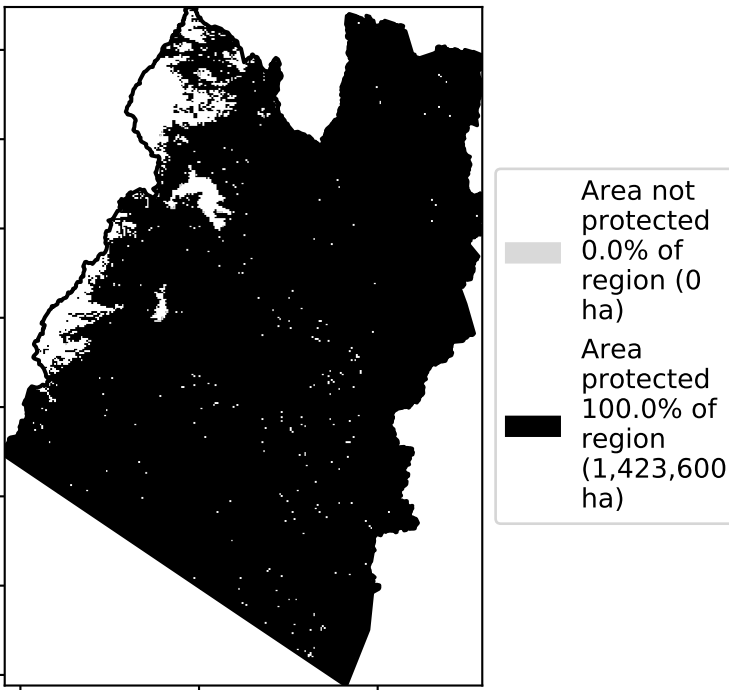 Area not
protected
0.0% of
region (0
ha)
Area
protected
100.0% of
region
(1,423,600
ha)